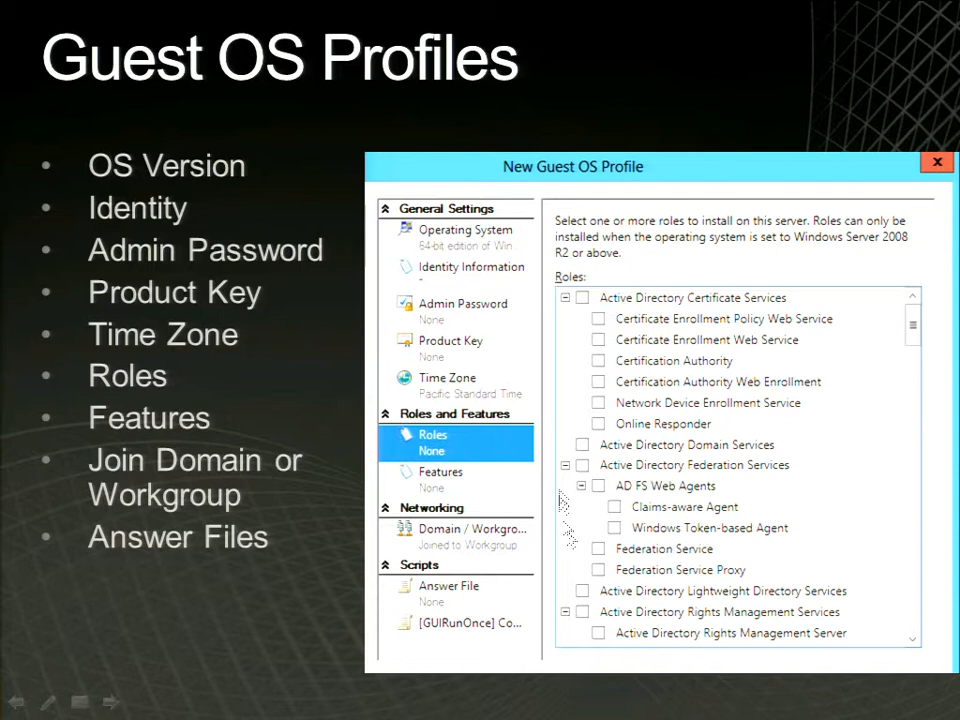 Guest OS Profiles
• OS Version
• Identity
• Admin Password
• Product Key
• Time Zone
• Roles
• Features
• Join Domain or
Workgroup
• Answer Files
New Guest OS Profile
x
General Settings
Operating System
64-bit edition of Win...
Identity Information
*
Admin Password
None
Product Key
None
Time Zone
Pacific Standard Time
Roles and Features
Roles
None
Features
None
Networking
Domain / Workgro...
Joined to Workgroup
Scripts
Answer File
None
[GUIRunOnce] Co...
Select one or more roles to install on this server. Roles can only be
installed when the operating system is set to Windows Server 2008
R2 or above.
Roles:
Active Directory Certificate Services
Certificate Enrollment Policy Web Service
Certificate Enrollment Web Service
Certification Authority
Certification Authority Web Enrollment
Network Device Enrollment Service
Online Responder
Active Directory Domain Services
Active Directory Federation Services
AD FS Web Agents
Claims-aware Agent
Windows Token-based Agent
Federation Service
Federation Service Proxy
Active Directory Lightweight Directory Services
Active Directory Rights Management Services
Active Directory Rights Management Server